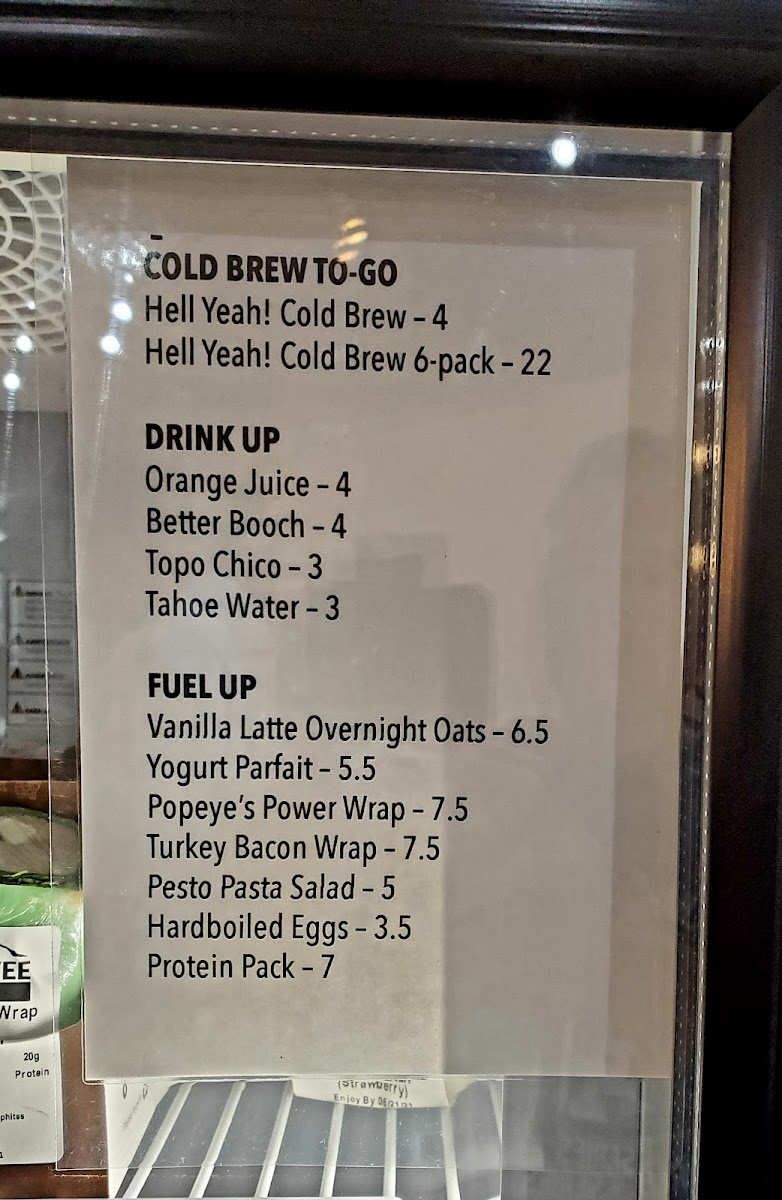 COLD BREW TO-GO
Hell Yeah! Cold Brew – 4
Hell Yeah! Cold Brew 6-pack – 22
DRINK UP
Orange Juice – 4
Better Booch – 4
Topo Chico – 3
Tahoe Water – 3
FUEL UP
Vanilla Latte Overnight Oats – 6.5
Yogurt Parfait – 5.5
Popeye's Power Wrap – 7.5
Turkey Bacon Wrap – 7.5
Pesto Pasta Salad – 5
Hardboiled Eggs – 3.5
Protein Pack – 7
Wrap
20g
Protein
(Strawberry)
Enjoy By